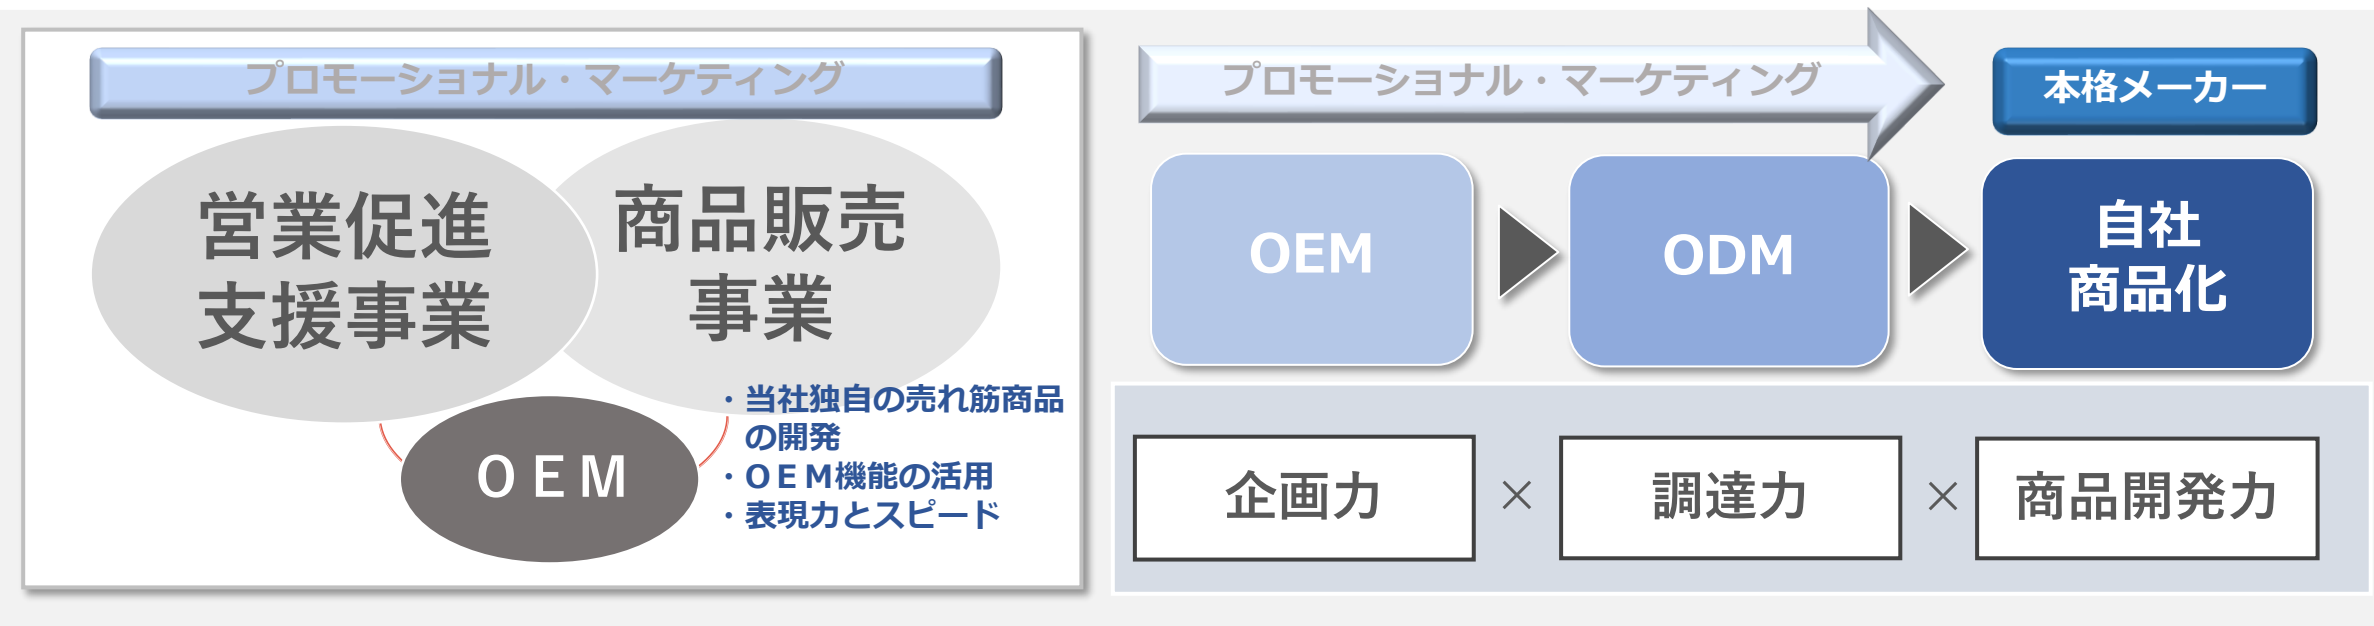 プロモーショナル・マーケティング
営業促進
支援事業
商品販売
事業
ＯＥＭ
・当社独自の売れ筋商品
の開発
・ＯＥＭ機能の活用
・表現力とスピード
プロモーショナル・マーケティング
本格メーカー
OEM
ODM
自社
商品化
企画力
×
調達力
×
商品開発力